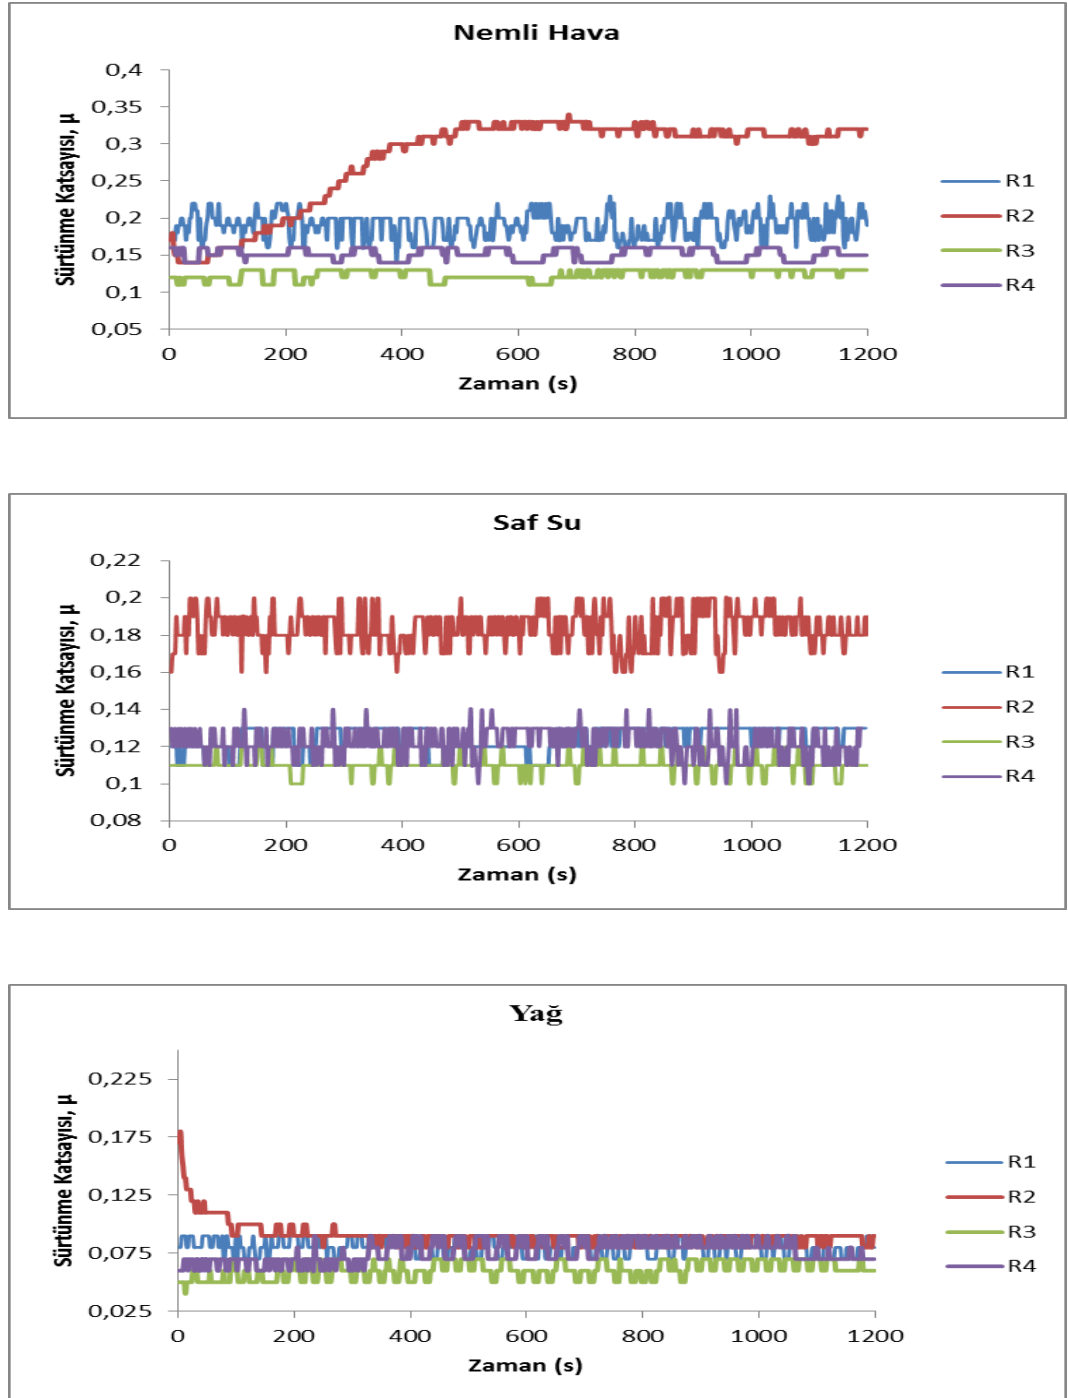 Nemli Hava
Sürtünme Katsayısı, µ
0,4
0,35
0,3
0,25
0,2
0,15
0,1
0,05
0 200 400 600 800 1000 1200
Zaman (s)
R1
R2
R3
R4
Saf Su
Sürtünme Katsayısı, µ
0,22
0,2
0,18
0,16
0,14
0,12
0,1
0,08
0 200 400 600 800 1000 1200
Zaman (s)
R1
R2
R3
R4
Yağ
Sürtünme Katsayısı, µ
0,225
0,175
0,125
0,075
0,025
0 200 400 600 800 1000 1200
Zaman (s)
R1
R2
R3
R4